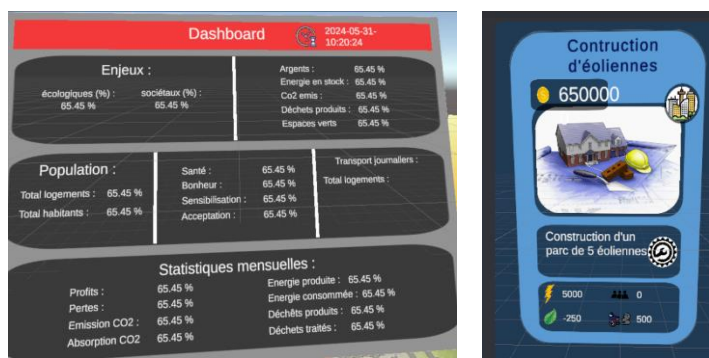 Dashboard
2024-05-31-
10:20:24
Enjeux :
écologiques (%) :
65.45 %
sociétaux (%) :
65.45 %
Argents : 65.45 %
Energie en stock : 65.45 %
Co2 emis : 65.45 %
Déchets produits : 65.45 %
Espaces verts 65.45 %
Population :
Total logements : 65.45 %
Total habitants : 65.45 %
Santé : 65.45 %
Bonheur : 65.45 %
Sensibilisation : 65.45 %
Acceptation : 65.45 %
Transport journaliers :
Total logements :
Statistiques mensuelles :
Profits : 65.45 %
Pertes : 65.45 %
Emission CO2 : 65.45 %
Absorption CO2 65.45 %
Energie produite : 65.45 %
Energie consommée : 65.45 %
Déchêts produits : 65.45 %
Déchets traités : 65.45 %
Contruction
d'éoliennes
650000
Construction d'un
parc de 5 éoliennes
5000 0
-250 500